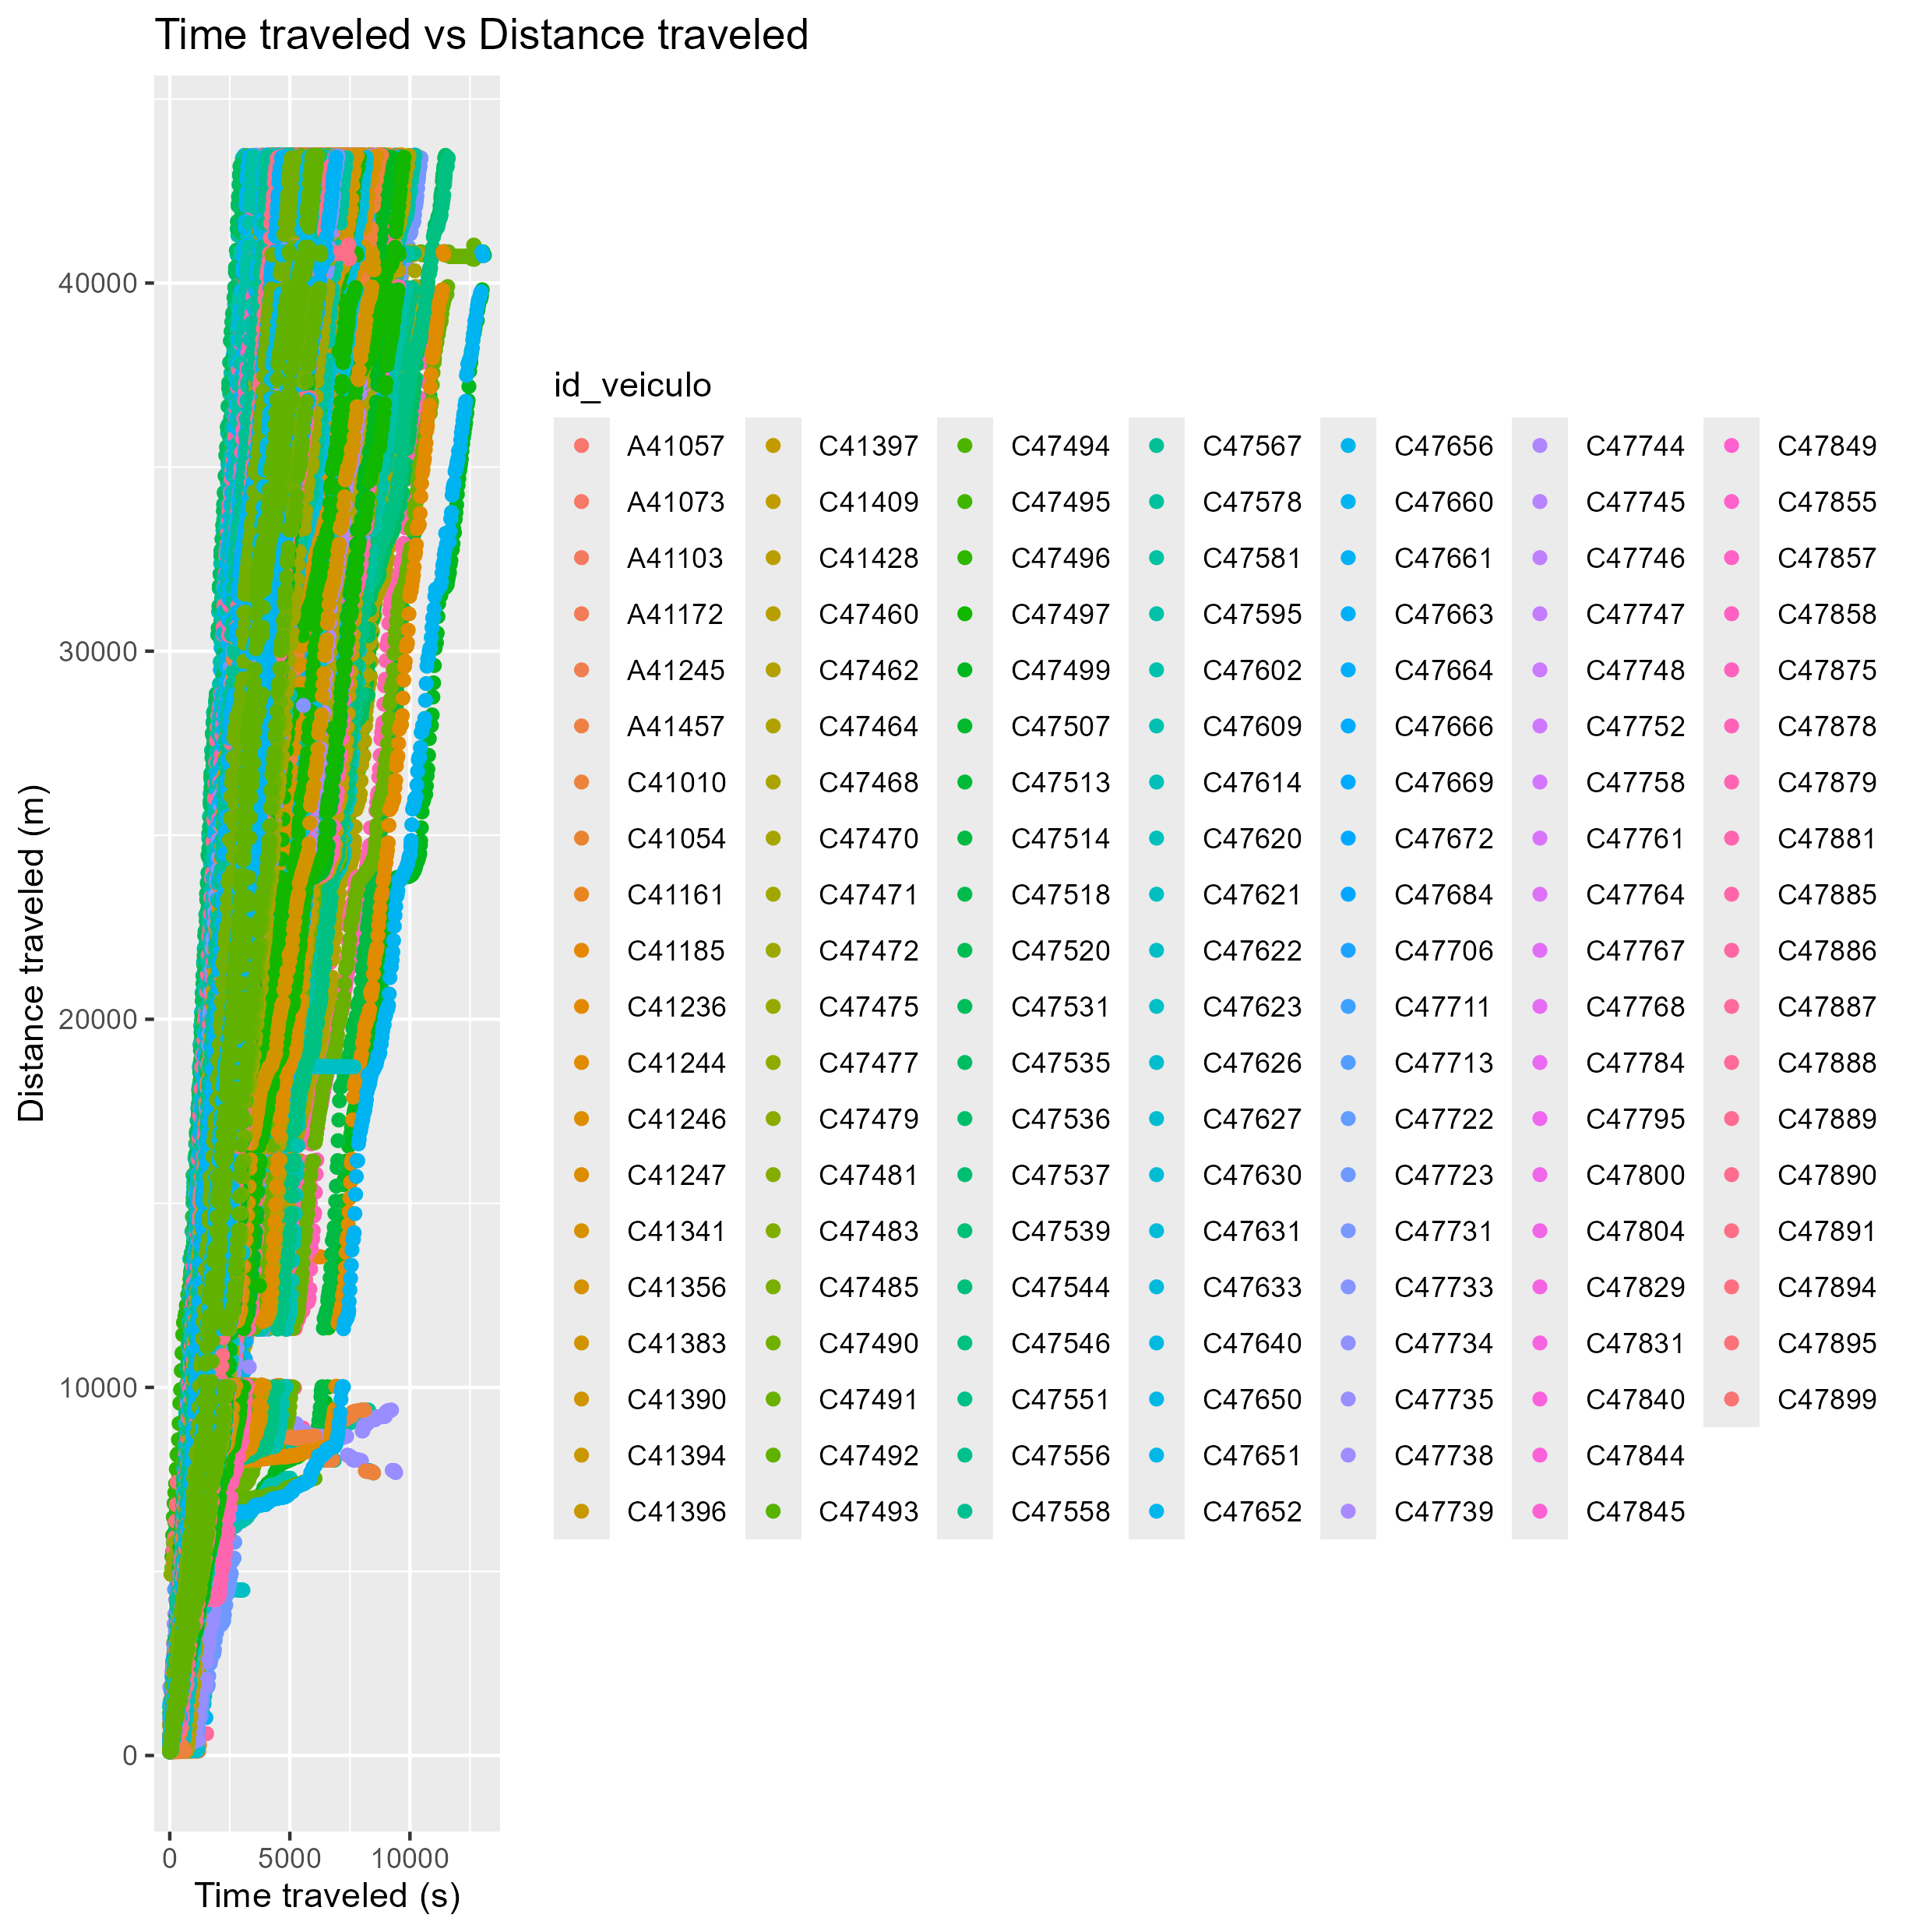 Time traveled vs Distance traveled
Distance traveled (m)
40000
30000
20000
10000
0
0 5000 10000
Time traveled (s)
id_veiculo
A41057 C41397 C47494 C47567 C47656 C47744 C47849
A41073 C41409 C47495 C47578 C47660 C47745 C47855
A41103 C41428 C47496 C47581 C47661 C47746 C47857
A41172 C47460 C47497 C47595 C47663 C47747 C47858
A41245 C47462 C47499 C47602 C47664 C47748 C47875
A41457 C47464 C47507 C47609 C47666 C47752 C47878
C41010 C47468 C47513 C47614 C47669 C47758 C47879
C41054 C47470 C47514 C47620 C47672 C47761 C47881
C41161 C47471 C47518 C47621 C47684 C47764 C47885
C41185 C47472 C47520 C47622 C47706 C47767 C47886
C41236 C47475 C47531 C47623 C47711 C47768 C47887
C41244 C47477 C47535 C47626 C47713 C47784 C47888
C41246 C47479 C47536 C47627 C47722 C47795 C47889
C41247 C47481 C47537 C47630 C47723 C47800 C47890
C41341 C47483 C47539 C47631 C47731 C47804 C47891
C41356 C47485 C47544 C47633 C47733 C47829 C47894
C41383 C47490 C47546 C47640 C47734 C47831 C47895
C41390 C47491 C47551 C47650 C47735 C47840 C47899
C41394 C47492 C47556 C47651 C47738 C47844
C41396 C47493 C47558 C47652 C47739 C47845